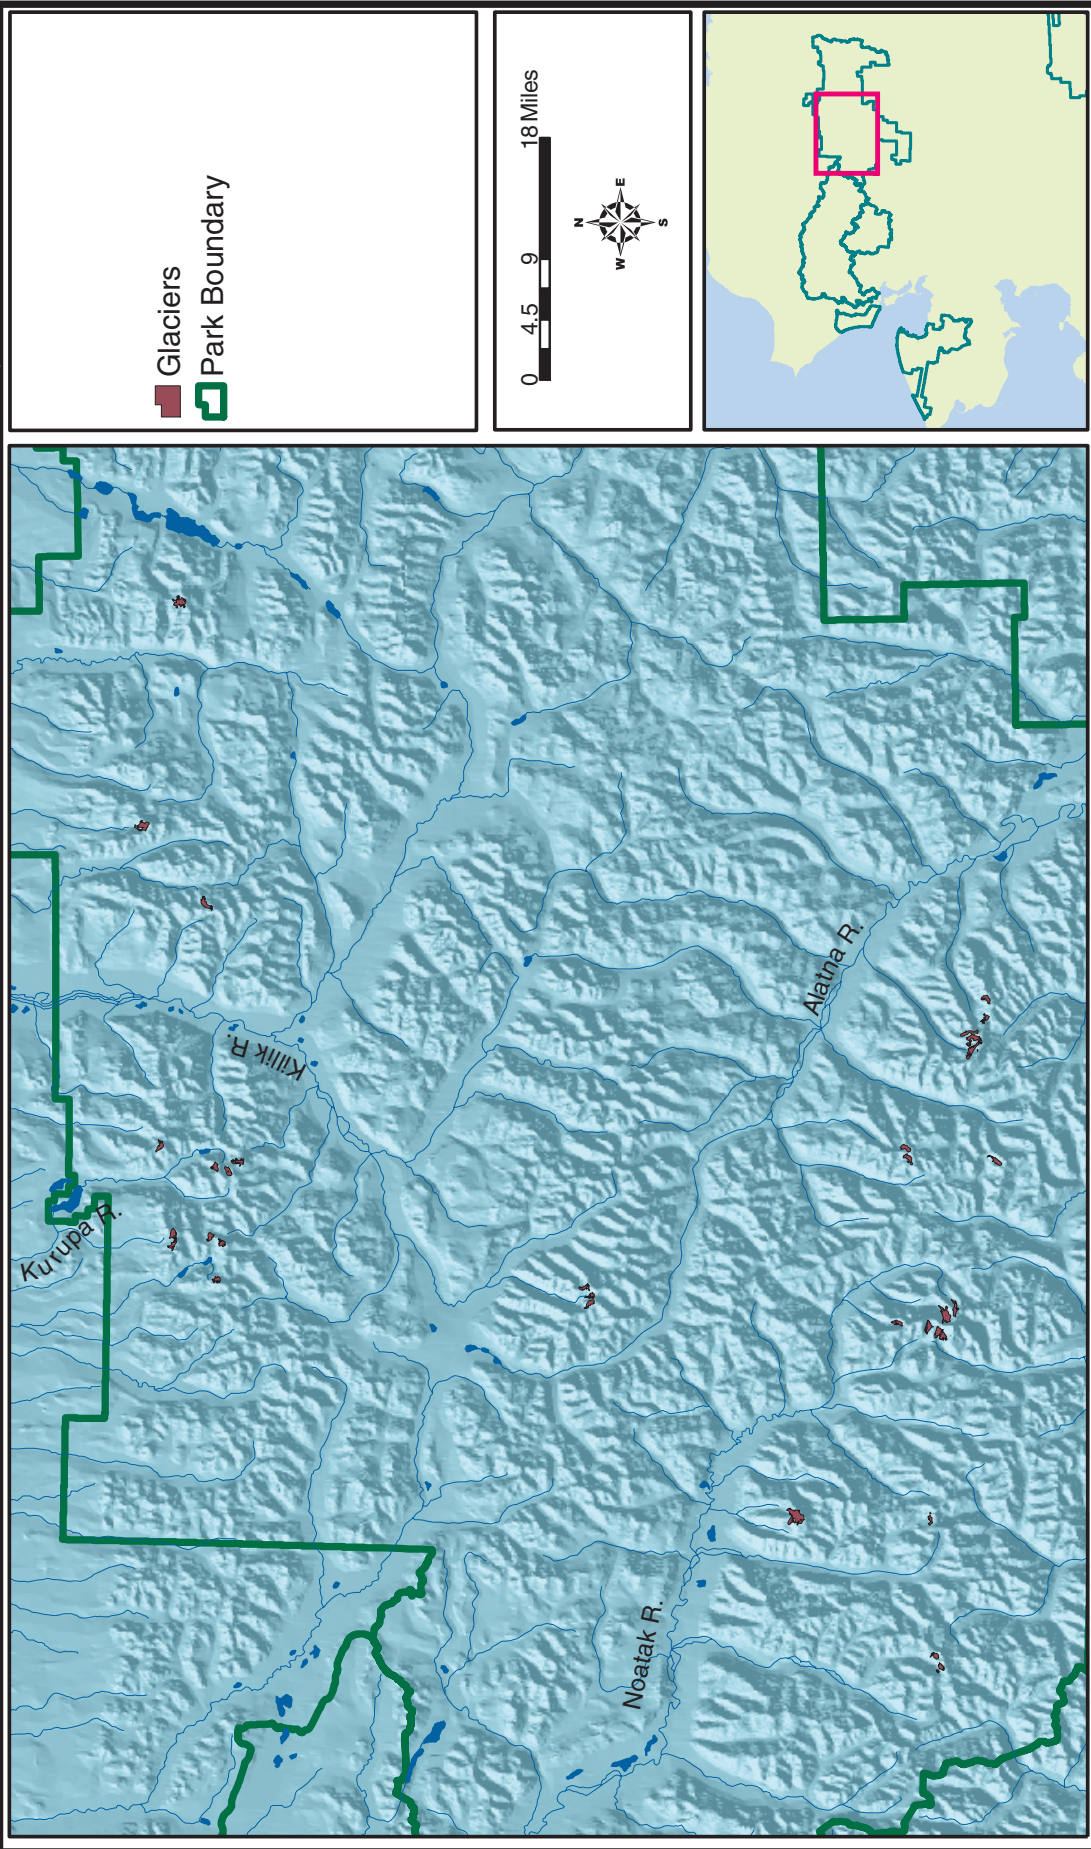 Glaciers
Park Boundary
0 4.5 9 18 Miles
N
E
S
W
Kurupa R.
Killik R.
Alatna R.
Noatak R.